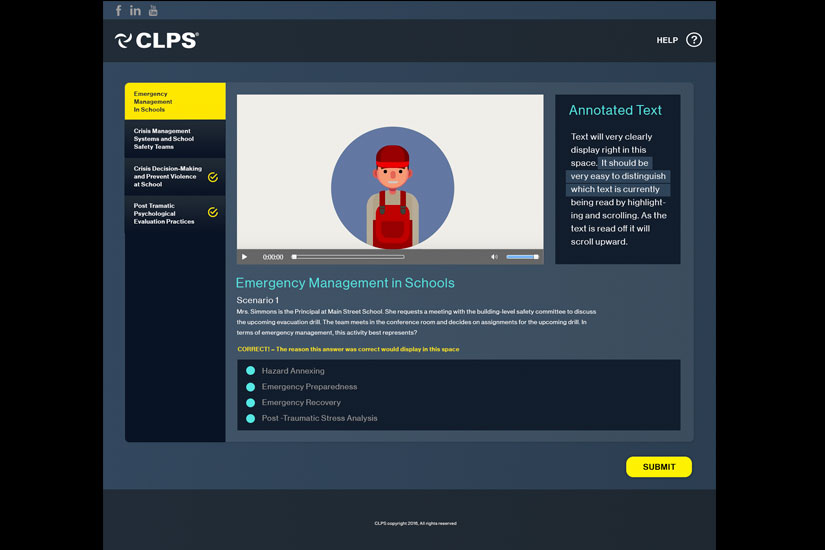 f in You Tube
CLPS®
HELP ?
Emergency
Management
In Schools
Crisis Management
Systems and School
Safety Teams
Crisis Decision-Making
and Prevent Violence
at School
Post Tramatic
Psychological
Evaluation Practices
0:00:00
Annotated Text
Text will very clearly
display right in this
space. It should be
very easy to distinguish
which text is currently
being read by highlight-
ing and scrolling. As the
text is read off it will
scroll upward.
Emergency Management in Schools
Scenario 1
Mrs. Simmons is the Principal at Main Street School. She requests a meeting with the building-level safety committee to discuss
the upcoming evacuation drill. The team meets in the conference room and decides on assignments for the upcoming drill. In
terms of emergency management, this activity best represents?
CORRECT! – The reason this answer was correct would display in this space
Hazard Annexing
Emergency Preparedness
Emergency Recovery
Post -Traumatic Stress Analysis
SUBMIT
CLPS copyright 2016, All rights reserved